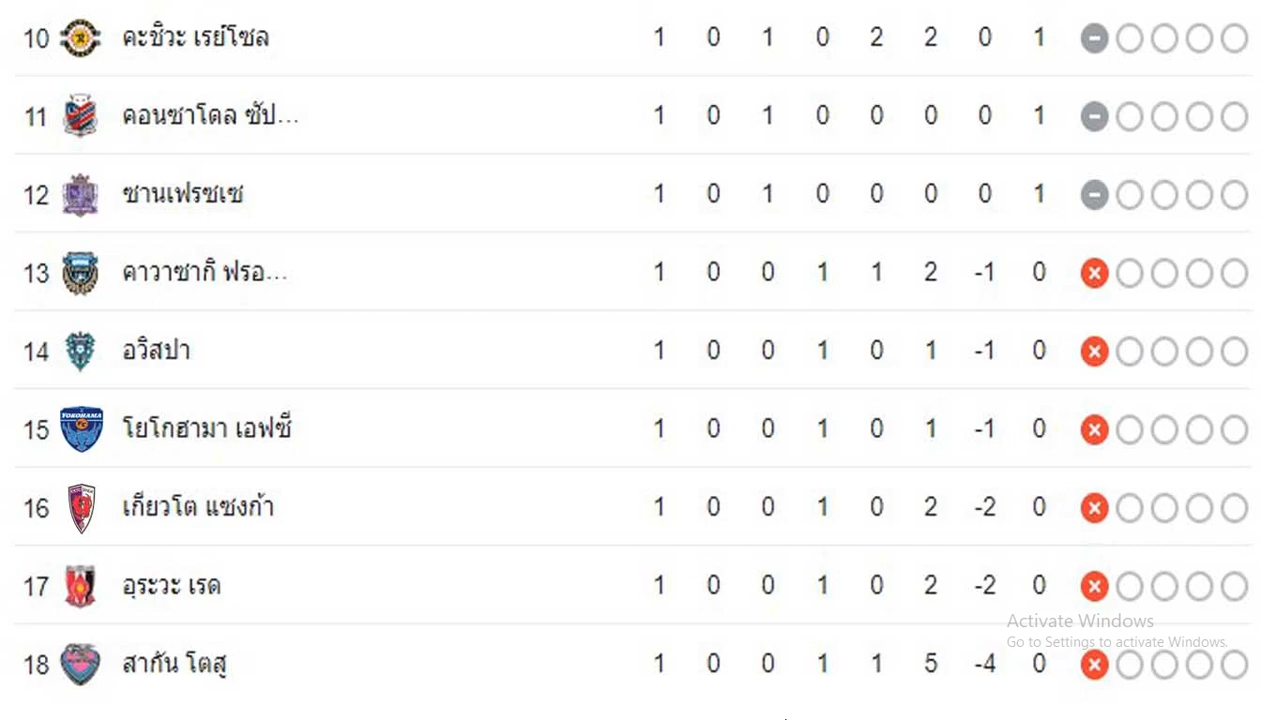 10 คะชิวะ เรย์โซล 1 0 1 0 2 2 0 1
11 คอนซาโดล ซัป... 1 0 1 0 0 0 0 1
12 ซานเฟรซเซ 1 0 1 0 0 0 0 1
13 คาวาซากิ ฟรอ... 1 0 0 1 1 2 -1 0
14 อวิสปา 1 0 0 1 0 1 -1 0
15 YOKOHAMA โยโกฮามา เอฟซี 1 0 0 1 0 1 -1 0
16 เกียวโต แซงก้า 1 0 0 1 0 2 -2 0
17 อุระวะ เรด 1 0 0 1 0 2 -2 0
Activate Windows
Go to Settings to activate Windows.
18 สากัน โตสุ 1 0 0 1 1 5 -4 0